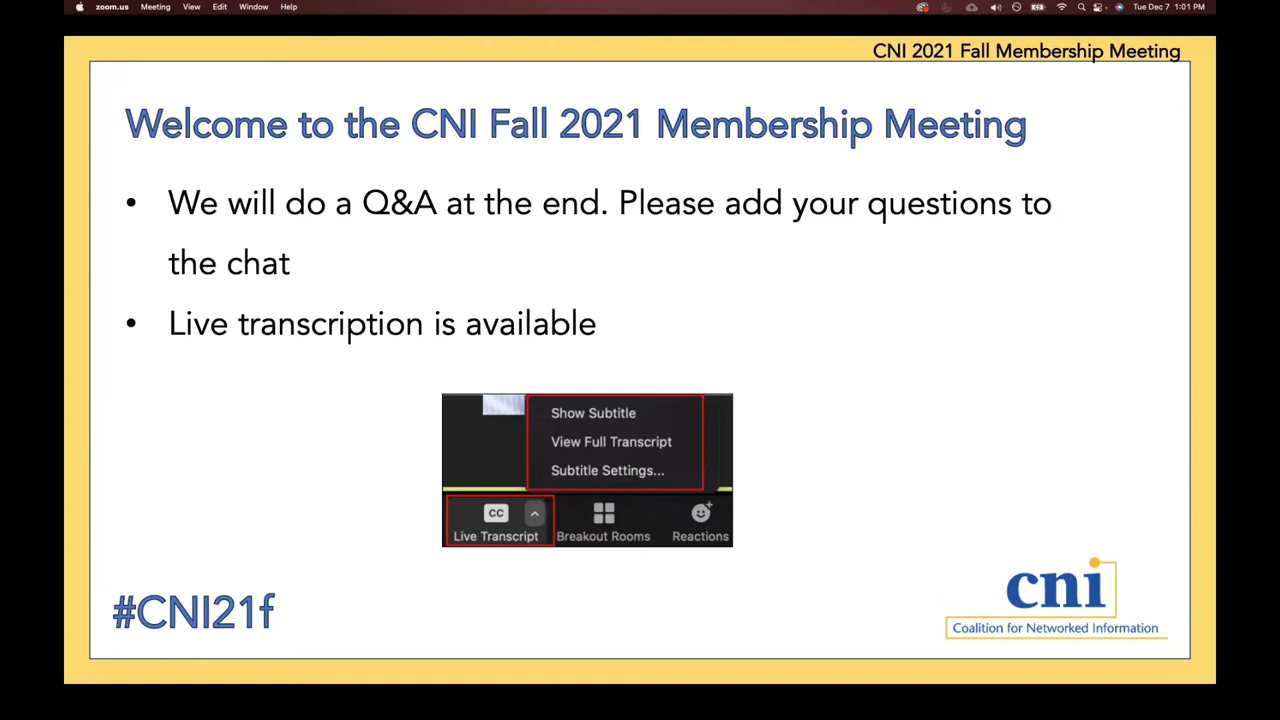 zoom.us Meeting View Edit Window Help Tue Dec 7 1:01 PM
CNI 2021 Fall Membership Meeting
Welcome to the CNI Fall 2021 Membership Meeting
• We will do a Q&A at the end. Please add your questions to
the chat
• Live transcription is available
Show Subtitle
View Full Transcript
Subtitle Settings...
CC
Live Transcript Breakout Rooms Reactions
#CNI21f
cni
Coalition for Networked Information